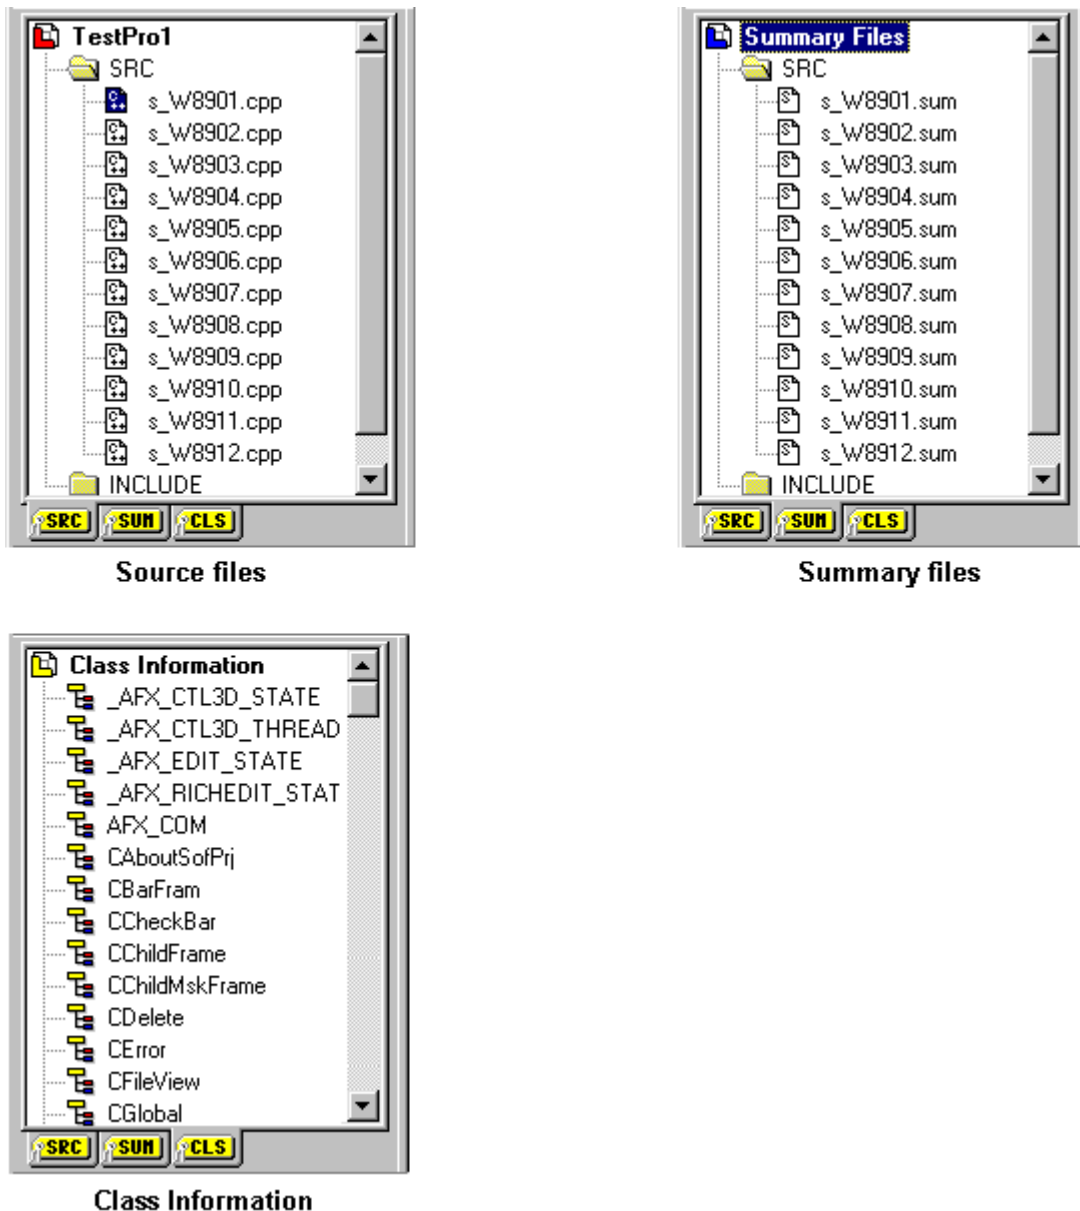 TestPro1
SRC
s_W8901.cpp
s_W8902.cpp
s_W8903.cpp
s_W8904.cpp
s_W8905.cpp
s_W8906.cpp
s_W8907.cpp
s_W8908.cpp
s_W8909.cpp
s_W8910.cpp
s_W8911.cpp
s_W8912.cpp
INCLUDE
SRC SUM CLS
Source files
Summary Files
SRC
s_W8901.sum
s_W8902.sum
s_W8903.sum
s_W8904.sum
s_W8905.sum
s_W8906.sum
s_W8907.sum
s_W8908.sum
s_W8909.sum
s_W8910.sum
s_W8911.sum
s_W8912.sum
INCLUDE
SRC SUM CLS
Summary files
Class Information
_AFX_CTL3D_STATE
_AFX_CTL3D_THREAD
_AFX_EDIT_STATE
_AFX_RICHEDIT_STAT
AFX_COM
CAboutSofPrj
CBarFram
CCheckBar
CChildFrame
CChildMskFrame
CDelete
CError
CFileView
CGlobal
SRC SUM CLS
Class Information